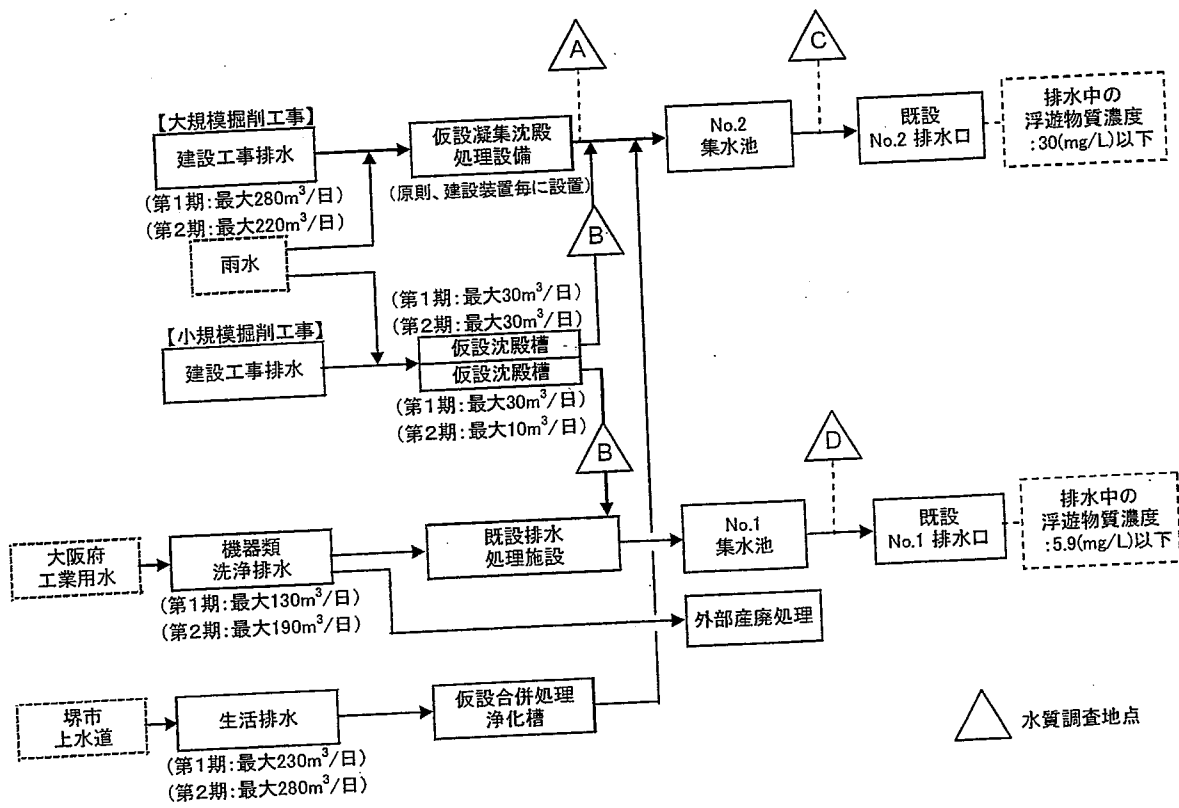 A
C
【大規模掘削工事】
建設工事排水
(第1期:最大280m³/日)
(第2期:最大220m³/日)
仮設凝集沈殿
処理設備
(原則、建設装置毎に設置)
No.2
集水池
既設
No.2 排水口
排水中の
浮遊物質濃度
:30(mg/L)以下
雨水
B
【小規模掘削工事】
建設工事排水
(第1期:最大30m³/日)
(第2期:最大30m³/日)
仮設沈殿槽
仮設沈殿槽
(第1期:最大30m³/日)
(第2期:最大10m³/日)
B
D
大阪府
工業用水
機器類
洗浄排水
(第1期:最大130m³/日)
(第2期:最大190m³/日)
既設排水
処理施設
No.1
集水池
既設
No.1 排水口
排水中の
浮遊物質濃度
:5.9(mg/L)以下
外部産廃処理
堺市
上水道
生活排水
(第1期:最大230m³/日)
(第2期:最大280m³/日)
仮設合併処理
浄化槽
水質調査地点